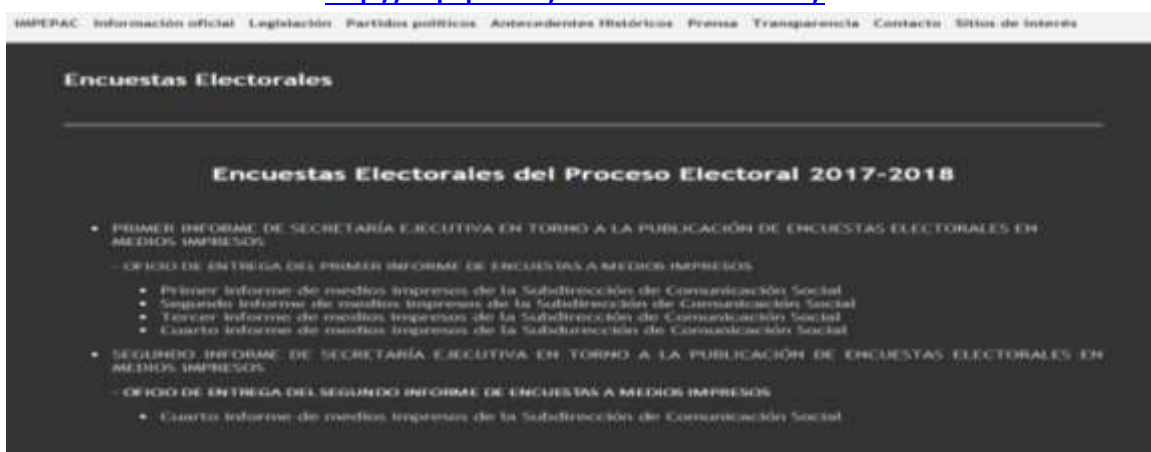 IMPEPAC Información oficial Legislación Partidos políticos Antecedentes Históricos Prensa Transparencia Contacto Sitios de interés
Encuestas Electorales
Encuestas Electorales del Proceso Electoral 2017-2018
• PRIMER INFORME DE SECRETARÍA EJECUTIVA EN TORNO A LA PUBLICACIÓN DE ENCUESTAS ELECTORALES EN
MEDIOS IMPRESOS
- OFICIO DE ENTREGA DEL PRIMER INFORME DE ENCUESTAS A MEDIOS IMPRESOS
• Primer informe de medios impresos de la Subdirección de Comunicación Social
• Segundo informe de medios impresos de la Subdirección de Comunicación Social
• Tercer informe de medios impresos de la Subdirección de Comunicación Social
• Cuarto informe de medios impresos de la Subdirección de Comunicación Social
• SEGUNDO INFORME DE SECRETARÍA EJECUTIVA EN TORNO A LA PUBLICACIÓN DE ENCUESTAS ELECTORALES EN
MEDIOS IMPRESOS
- OFICIO DE ENTREGA DEL SEGUNDO INFORME DE ENCUESTAS A MEDIOS IMPRESOS
• Cuarto informe de medios impresos de la Subdirección de Comunicación Social